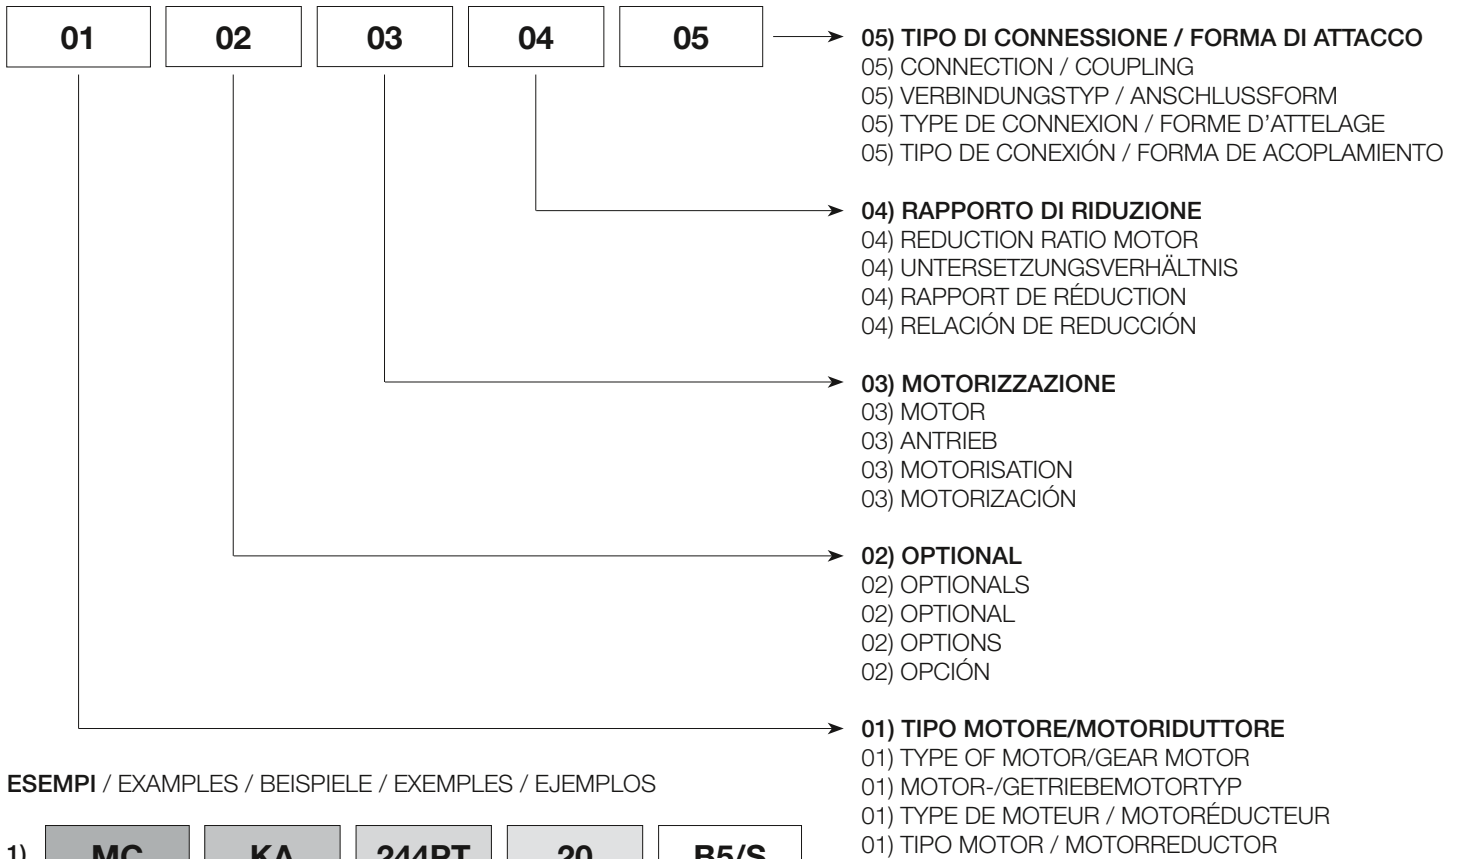 01 02 03 04 05
05) TIPO DI CONNESSIONE / FORMA DI ATTACCO
05) CONNECTION / COUPLING
05) VERBINDUNGSTYP / ANSCHLUSSFORM
05) TYPE DE CONNEXION / FORME D’ATTELAGE
05) TIPO DE CONEXIÓN / FORMA DE ACOPLAMIENTO
04) RAPPORTO DI RIDUZIONE
04) REDUCTION RATIO MOTOR
04) UNTERSETZUNGSVERHÄLTNIS
04) RAPPORT DE RÉDUCTION
04) RELACIÓN DE REDUCCIÓN
03) MOTORIZZAZIONE
03) MOTOR
03) ANTRIEB
03) MOTORISATION
03) MOTORIZACIÓN
02) OPTIONAL
02) OPTIONALS
02) OPTIONAL
02) OPTIONS
02) OPCIÓN
01) TIPO MOTORE/MOTORIDUTTORE
01) TYPE OF MOTOR/GEAR MOTOR
01) MOTOR-/GETRIEBEMOTORTYP
01) TYPE DE MOTEUR / MOTORÉDUCTEUR
01) TIPO MOTOR / MOTORREDUCTOR
ESEMPI / EXAMPLES / BEISPIELE / EXEMPLES / EJEMPLOS
1) MC KA 244PT 20 B5/S